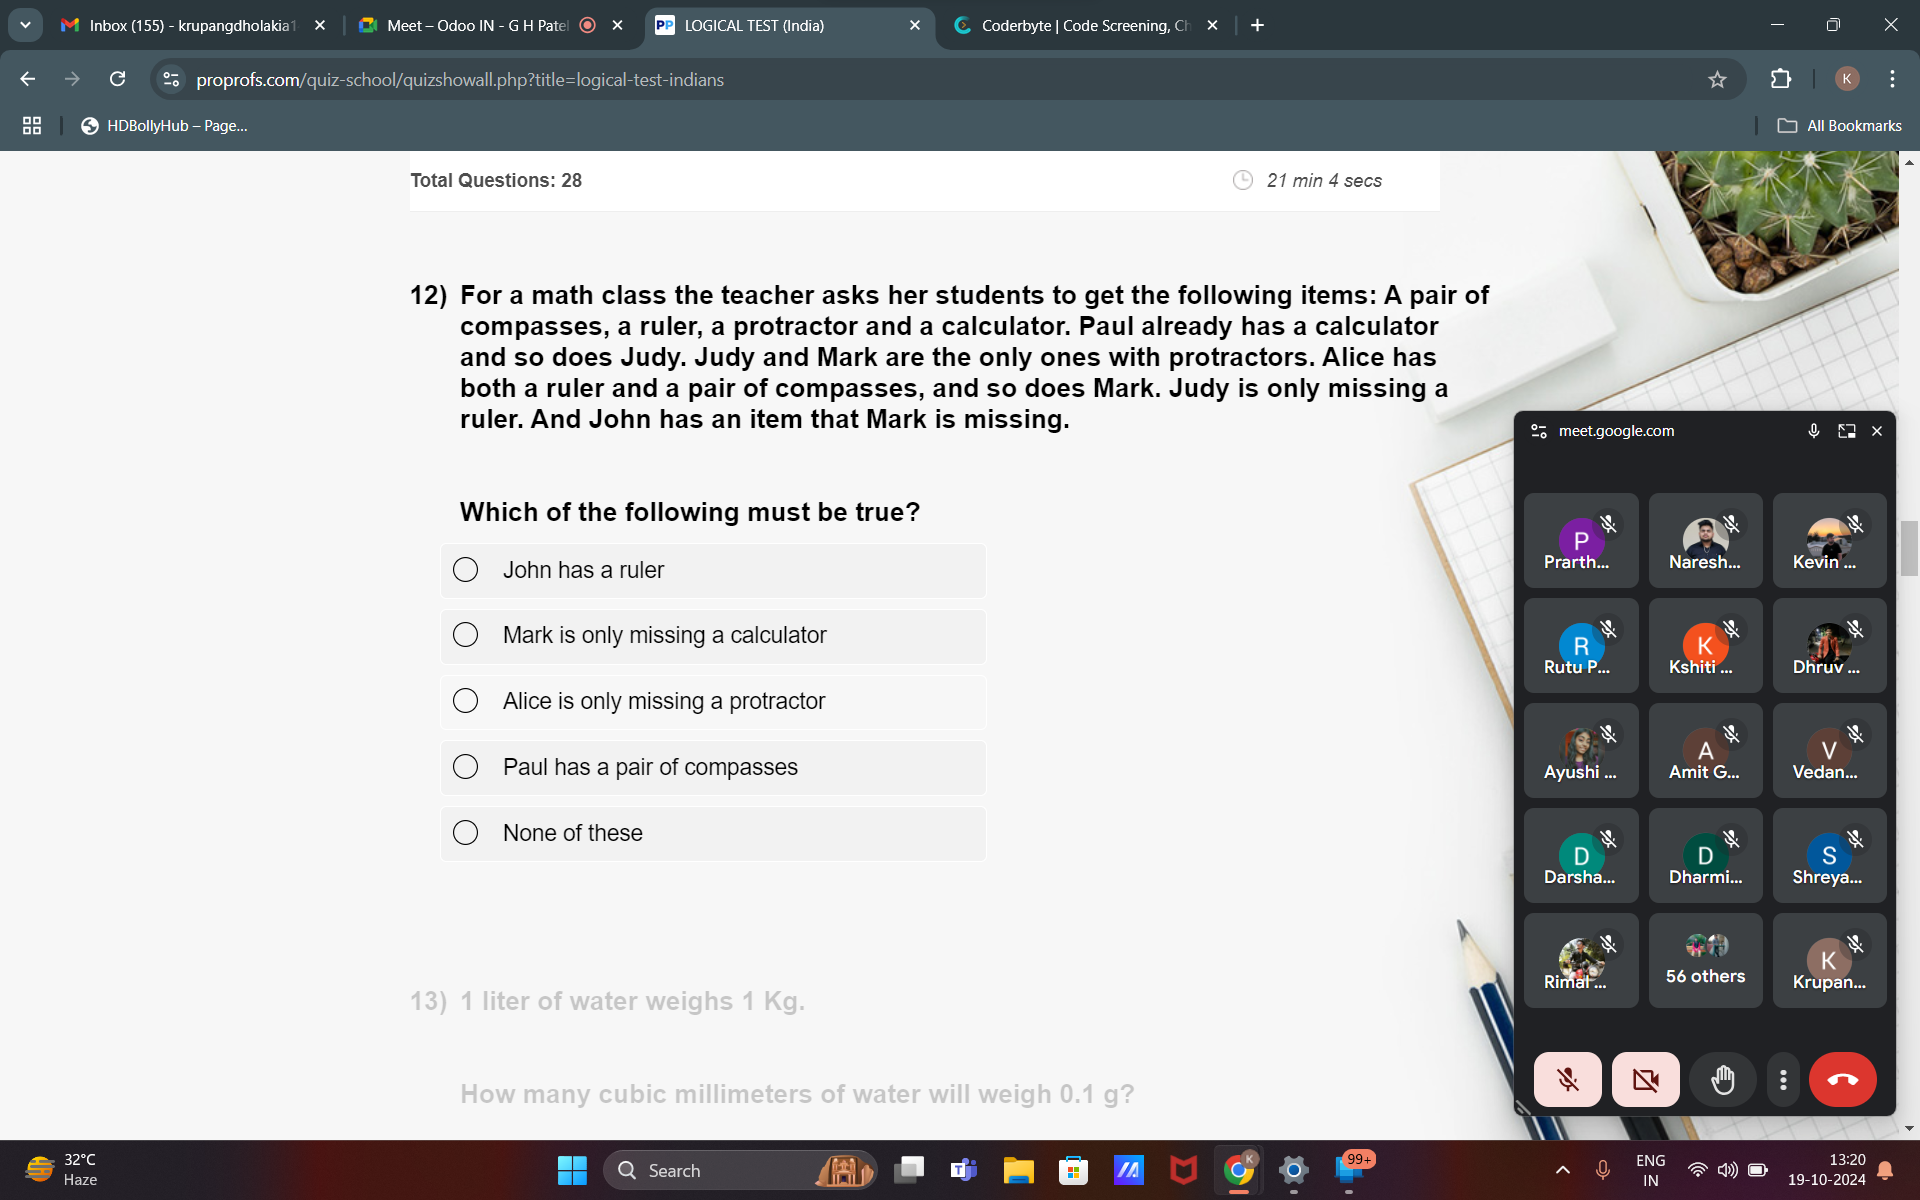 Inbox (155) - krupangdholakia1
Meet – Odoo IN - G H Patel
LOGICAL TEST (India)
Coderbyte | Code Screening, Ch
proprofs.com/quiz-school/quizshowall.php?title=logical-test-indians
K
HDBollyHub – Page...
All Bookmarks
Total Questions: 28
21 min 4 secs
12) For a math class the teacher asks her students to get the following items: A pair of
compasses, a ruler, a protractor and a calculator. Paul already has a calculator
and so does Judy. Judy and Mark are the only ones with protractors. Alice has
both a ruler and a pair of compasses, and so does Mark. Judy is only missing a
ruler. And John has an item that Mark is missing.
Which of the following must be true?
John has a ruler
Mark is only missing a calculator
Alice is only missing a protractor
Paul has a pair of compasses
None of these
13) 1 liter of water weighs 1 Kg.
How many cubic millimeters of water will weigh 0.1 g?
meet.google.com
P
Prarth...
Naresh...
Kevin ...
R
Rutu P...
K
Kshiti ...
Dhruv ...
Ayushi ...
A
Amit G...
V
Vedan...
D
Darsha...
D
Dharmi...
S
Shreya...
Rimal ...
56 others
K
Krupan...
32°C
Haze
Search
K
99+
ENG
IN
13:20
19-10-2024